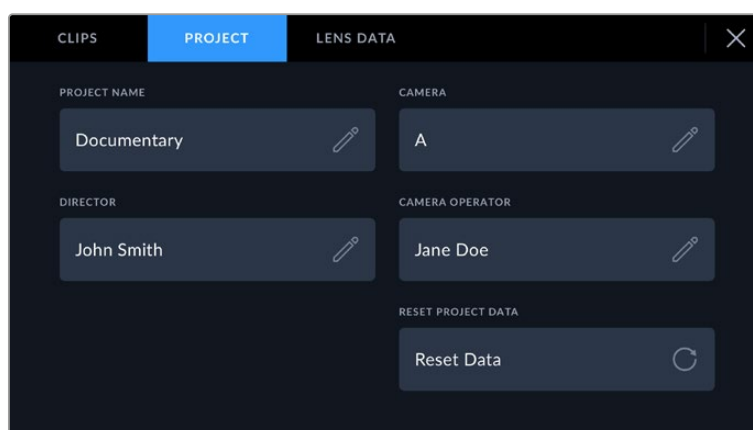 CLIPS PROJECT LENS DATA
PROJECT NAME CAMERA
Documentary A
DIRECTOR CAMERA OPERATOR
John Smith Jane Doe
RESET PROJECT DATA
Reset Data